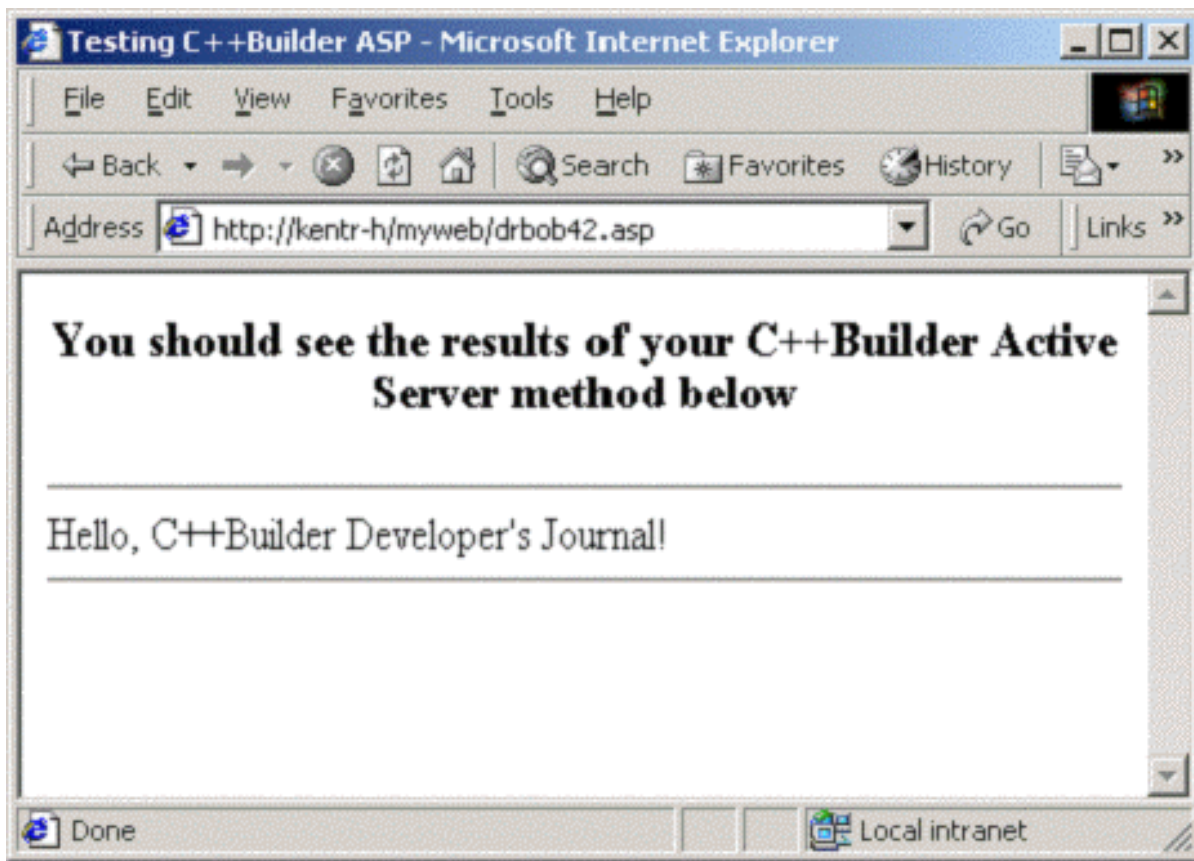 Testing C++Builder ASP - Microsoft Internet Explorer
File Edit View Favorites Tools Help
Back Search Favorites History
Address http://kentr-h/myweb/drbob42.asp Go Links
You should see the results of your C++Builder Active
Server method below
Hello, C++Builder Developer's Journal!
Done Local intranet